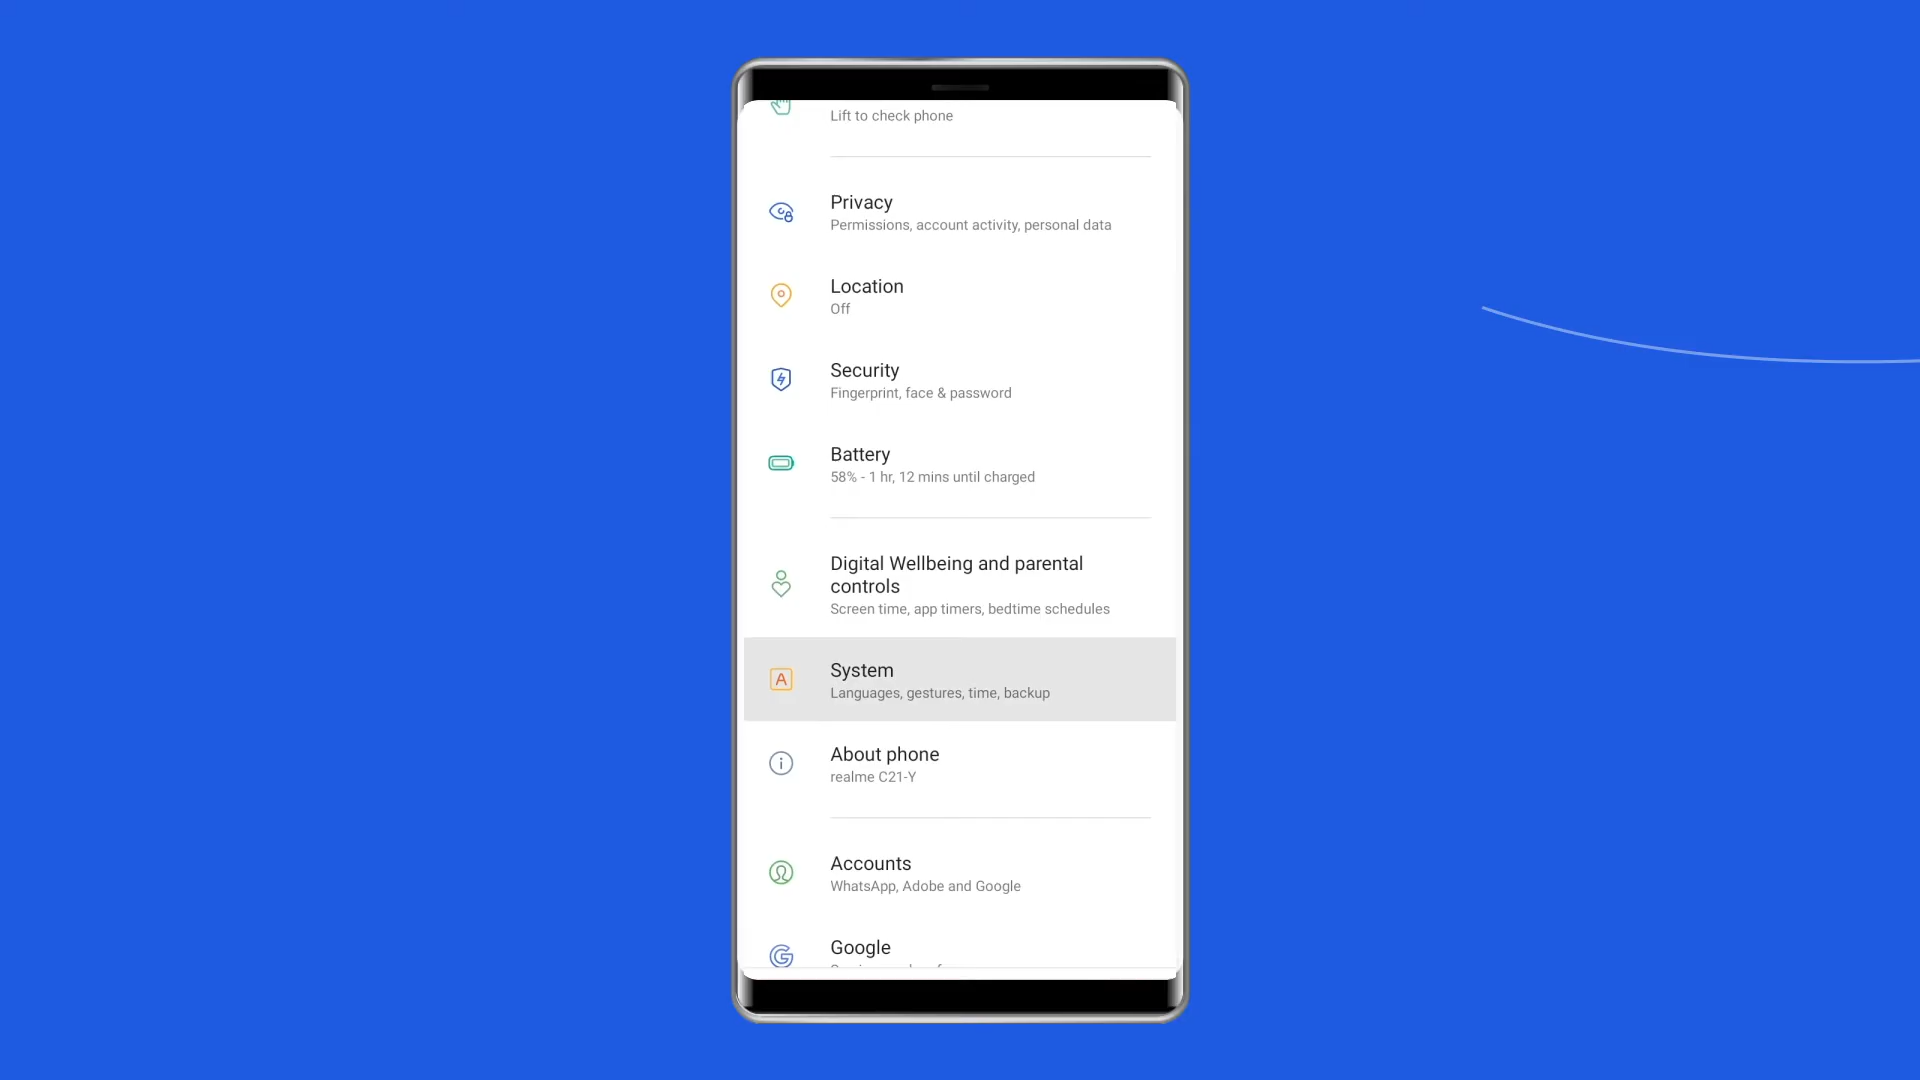 Lift to check phone
Privacy
Permissions, account activity, personal data
Location
Off
Security
Fingerprint, face & password
Battery
58% - 1 hr, 12 mins until charged
Digital Wellbeing and parental
controls
Screen time, app timers, bedtime schedules
A
System
Languages, gestures, time, backup
About phone
realme C21-Y
Accounts
WhatsApp, Adobe and Google
Google